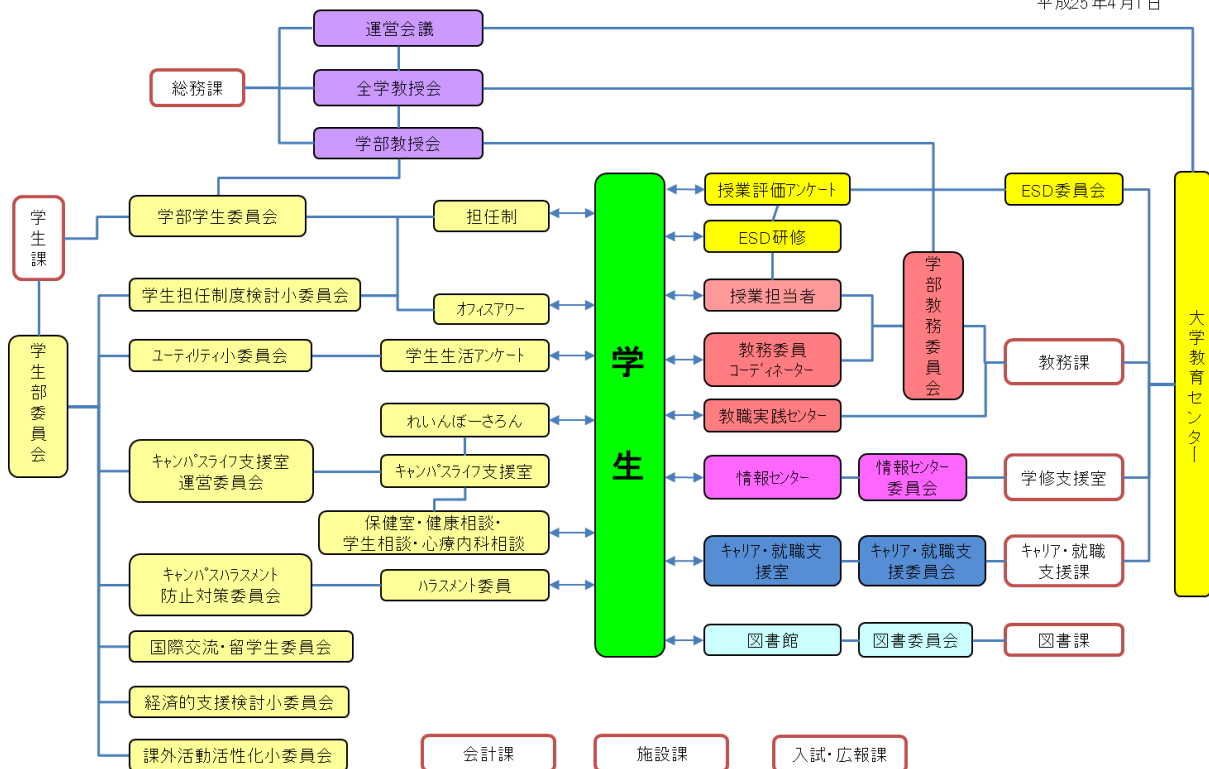 平成25年4月1日
運営会議
総務課
全学教授会
学部教授会
学生課
学部学生委員会
担任制
学生担任制度検討小委員会
オフィスアワー
学生部委員会
ユーティリティ小委員会
学生生活アンケート
れいんぼーさろん
キャンパスライフ支援室
運営委員会
キャンパスライフ支援室
保健室・健康相談・
学生相談・心療内科相談
キャンパスハラスメント
防止対策委員会
ハラスメント委員
国際交流・留学生委員会
経済的支援検討小委員会
課外活動活性化小委員会
学生
授業評価アンケート
ESD委員会
ESD研修
授業担当者
学部教務委員会
教務委員
コーディネーター
教務課
教職実践センター
情報センター
情報センター
委員会
学修支援室
キャリア・就職支
援室
キャリア・就職支
援委員会
キャリア・就職
支援課
図書館
図書委員会
図書課
大学教育センター
会計課
施設課
入試・広報課